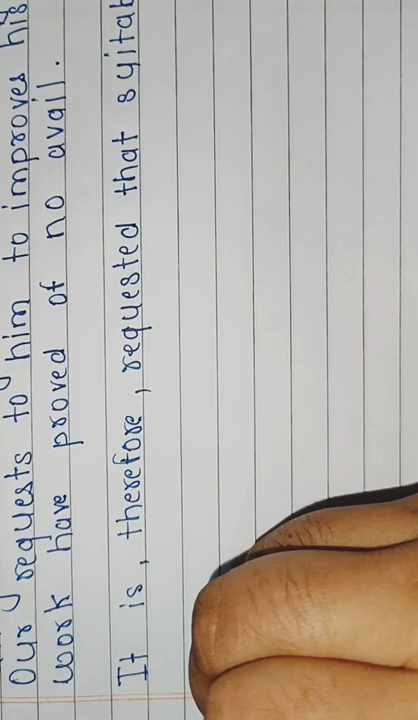 Our requests to him to improves his
work have proved of no avail.
It is, therefore, requested that